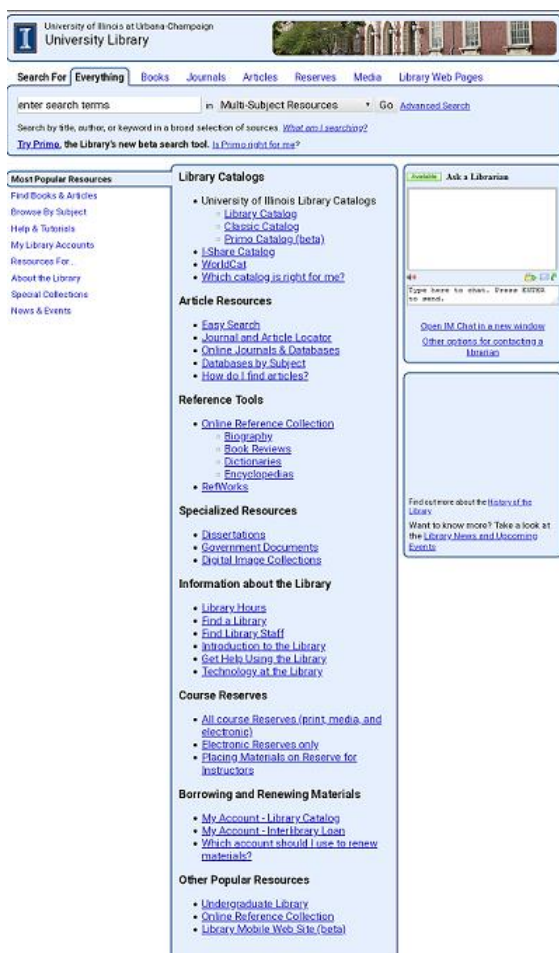 University of Illinois at Urbana-Champaign
University Library
Search For Everything Books Journals Articles Reserves Media Library Web Pages
enter search terms in Multi-Subject Resources Go Advanced Search
Search by title, author, or keyword in a broad selection of sources. What am I searching?
Try Primo, the Library's new beta search tool. Is Primo right for me?
Most Popular Resources
Find Books & Articles
Browse By Subject
Help & Tutorials
My Library Accounts
Resources For...
About the Library
Special Collections
News & Events
Library Catalogs
University of Illinois Library Catalogs
Library Catalog
Classic Catalog
Primo Catalog (beta)
I-Share Catalog
WorldCat
Which catalog is right for me?
Article Resources
Easy Search
Journal and Article Locator
Online Journals & Databases
Databases by Subject
How do I find articles?
Reference Tools
Online Reference Collection
Biography
Book Reviews
Dictionaries
Encyclopedias
RefWorks
Specialized Resources
Dissertations
Government Documents
Digital Image Collections
Information about the Library
Library Hours
Find a Library
Find Library Staff
Introduction to the Library
Get Help Using the Library
Technology at the Library
Course Reserves
All course Reserves (print, media, and
electronic)
Electronic Reserves only
Placing Materials on Reserve for
Instructors
Borrowing and Renewing Materials
My Account - Library Catalog
My Account - Interlibrary Loan
Which account should I use to renew
materials?
Other Popular Resources
Undergraduate Library
Online Reference Collection
Library Mobile Web Site (beta)
Available Ask a Librarian
Type here to chat. Press ENTER
to send.
Open IM Chat in a new window
Other options for contacting a
librarian
Find out more about the History of the
Library
Want to know more? Take a look at
the Library News and Upcoming
Events